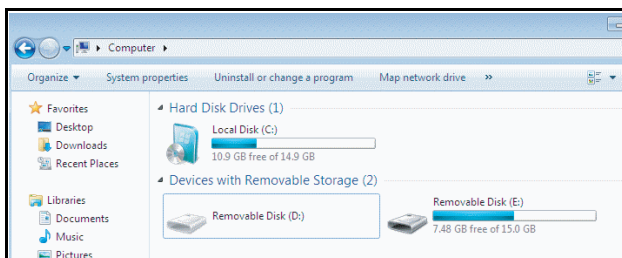 Computer
Organize System properties Uninstall or change a program Map network drive »
Favorites
Desktop
Downloads
Recent Places
Libraries
Documents
Music
Pictures
Hard Disk Drives (1)
Local Disk (C:)
10.9 GB free of 14.9 GB
Devices with Removable Storage (2)
Removable Disk (D:)
Removable Disk (E:)
7.48 GB free of 15.0 GB